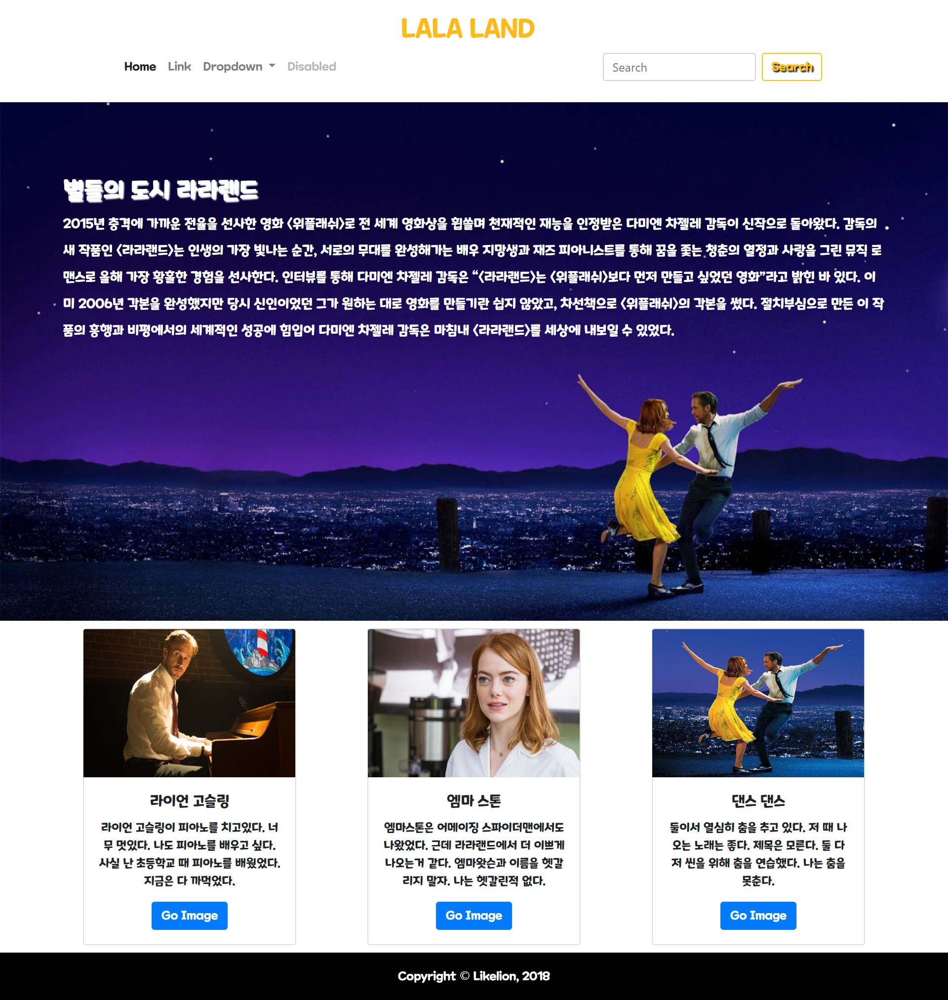 LALA LAND
Home Link Dropdown Disabled Search Search
별들의 도시 라라랜드
2015년 충격에 가까운 전율을 선사한 영화 <위플래쉬>로 전 세계 영화상을 휩쓸며 천재적인 재능을 인정받은 다미엔 차젤레 감독이 신작으로 돌아왔다. 감독의
새 작품인 <라라랜드>는 인생의 가장 빛나는 순간, 서로의 무대를 완성해가는 배우 지망생과 재즈 피아니스트를 통해 꿈을 좇는 청춘의 열정과 사랑을 그린 뮤직 로
맨스로 올해 가장 황홀한 경험을 선사한다. 인터뷰를 통해 다미엔 차젤레 감독은 “<라라랜드>는 <위플래쉬>보다 먼저 만들고 싶었던 영화”라고 밝힌 바 있다. 이
미 2006년 각본을 완성했지만 당시 신인이었던 그가 원하는 대로 영화를 만들기란 쉽지 않았고, 차선책으로 <위플래쉬>의 각본을 썼다. 절치부심으로 만든 이 작
품의 흥행과 비평에서의 세계적인 성공에 힘입어 다미엔 차젤레 감독은 마침내 <라라랜드>를 세상에 내보일 수 있었다.
라이언 고슬링
라이언 고슬링이 피아노를 치고있다. 너
무 멋있다. 나도 피아노를 배우고 싶다.
사실 난 초등학교 때 피아노를 배웠었다.
지금은 다 까먹었다.
Go Image
엠마 스톤
엠마스톤은 어메이징 스파이더맨에서도
나왔었다. 근데 라라랜드에서 더 이쁘게
나오는거 같다. 엠마왓슨과 이름을 헷갈
리지 말자. 나는 헷갈린적 없다.
Go Image
댄스 댄스
둘이서 열심히 춤을 추고 있다. 저 때 나
오는 노래는 좋다. 제목은 모른다. 둘 다
저 씬을 위해 춤을 연습했다. 나는 춤을
못춘다.
Go Image
Copyright © Likelion, 2018